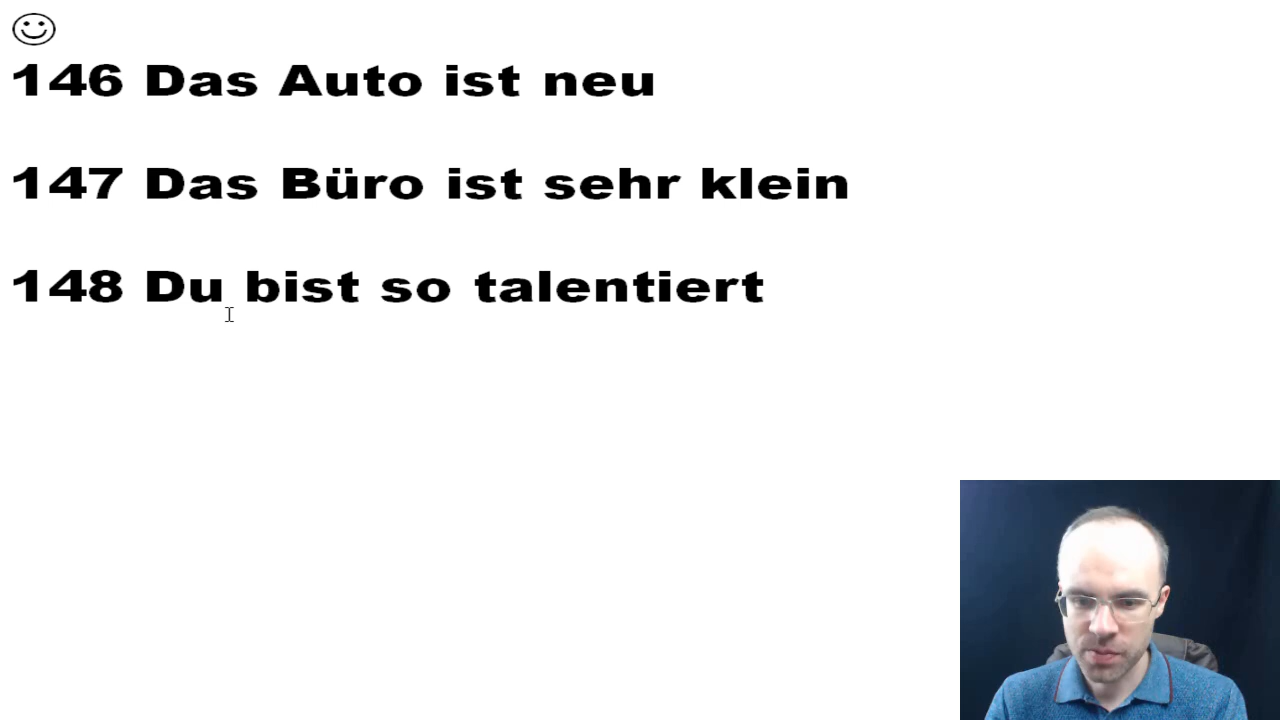 146 Das Auto ist neu
147 Das Büro ist sehr klein
148 Du bist so talentiert